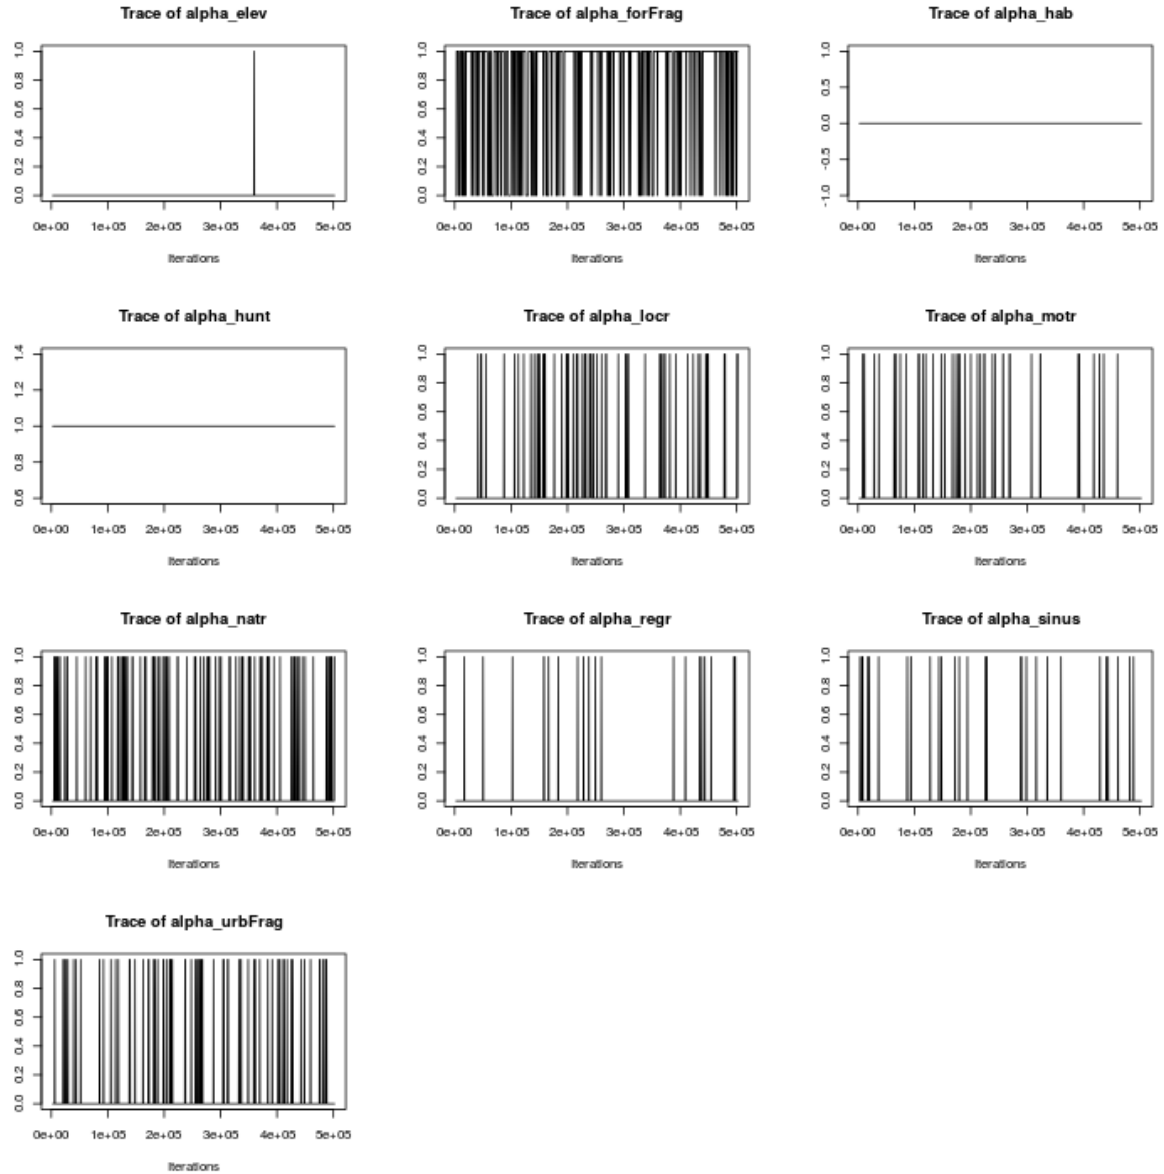 Trace of alpha_elev
1.0
0.8
0.6
0.4
0.2
0.0
0e+00 1e+05 2e+05 3e+05 4e+05 5e+05
Iterations
Trace of alpha_forFrag
1.0
0.8
0.6
0.4
0.2
0.0
0e+00 1e+05 2e+05 3e+05 4e+05 5e+05
Iterations
Trace of alpha_hab
1.0
0.5
0.0
-0.5
-1.0
0e+00 1e+05 2e+05 3e+05 4e+05 5e+05
Iterations
Trace of alpha_hunt
1.4
1.2
1.0
0.8
0.6
0e+00 1e+05 2e+05 3e+05 4e+05 5e+05
Iterations
Trace of alpha_locr
1.0
0.8
0.6
0.4
0.2
0.0
0e+00 1e+05 2e+05 3e+05 4e+05 5e+05
Iterations
Trace of alpha_motr
1.0
0.8
0.6
0.4
0.2
0.0
0e+00 1e+05 2e+05 3e+05 4e+05 5e+05
Iterations
Trace of alpha_natr
1.0
0.8
0.6
0.4
0.2
0.0
0e+00 1e+05 2e+05 3e+05 4e+05 5e+05
Iterations
Trace of alpha_regr
1.0
0.8
0.6
0.4
0.2
0.0
0e+00 1e+05 2e+05 3e+05 4e+05 5e+05
Iterations
Trace of alpha_sinus
1.0
0.8
0.6
0.4
0.2
0.0
0e+00 1e+05 2e+05 3e+05 4e+05 5e+05
Iterations
Trace of alpha_urbFrag
1.0
0.8
0.6
0.4
0.2
0.0
0e+00 1e+05 2e+05 3e+05 4e+05 5e+05
Iterations